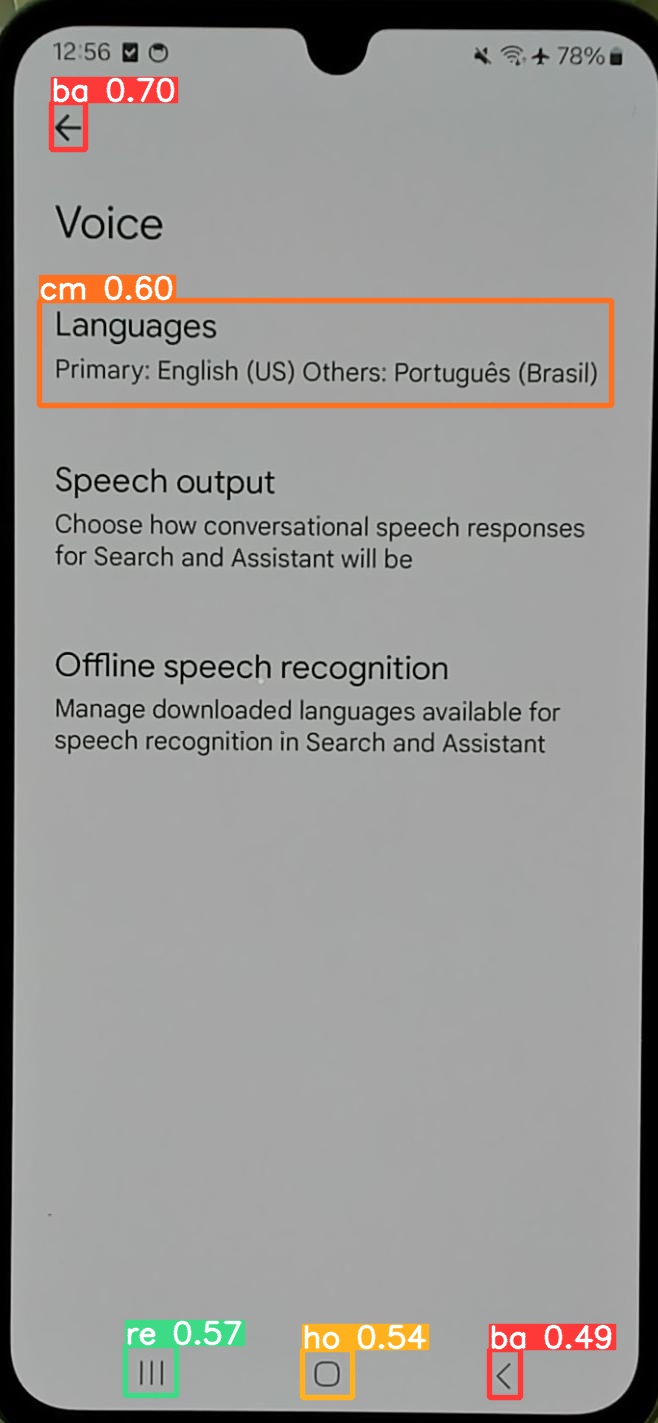 12:56 78%
ba 0.70
Voice
cm 0.60
Languages
Primary: English (US) Others: Português (Brasil)
Speech output
Choose how conversational speech responses
for Search and Assistant will be
Offline speech recognition
Manage downloaded languages available for
speech recognition in Search and Assistant
re 0.57 ho 0.54 ba 0.49